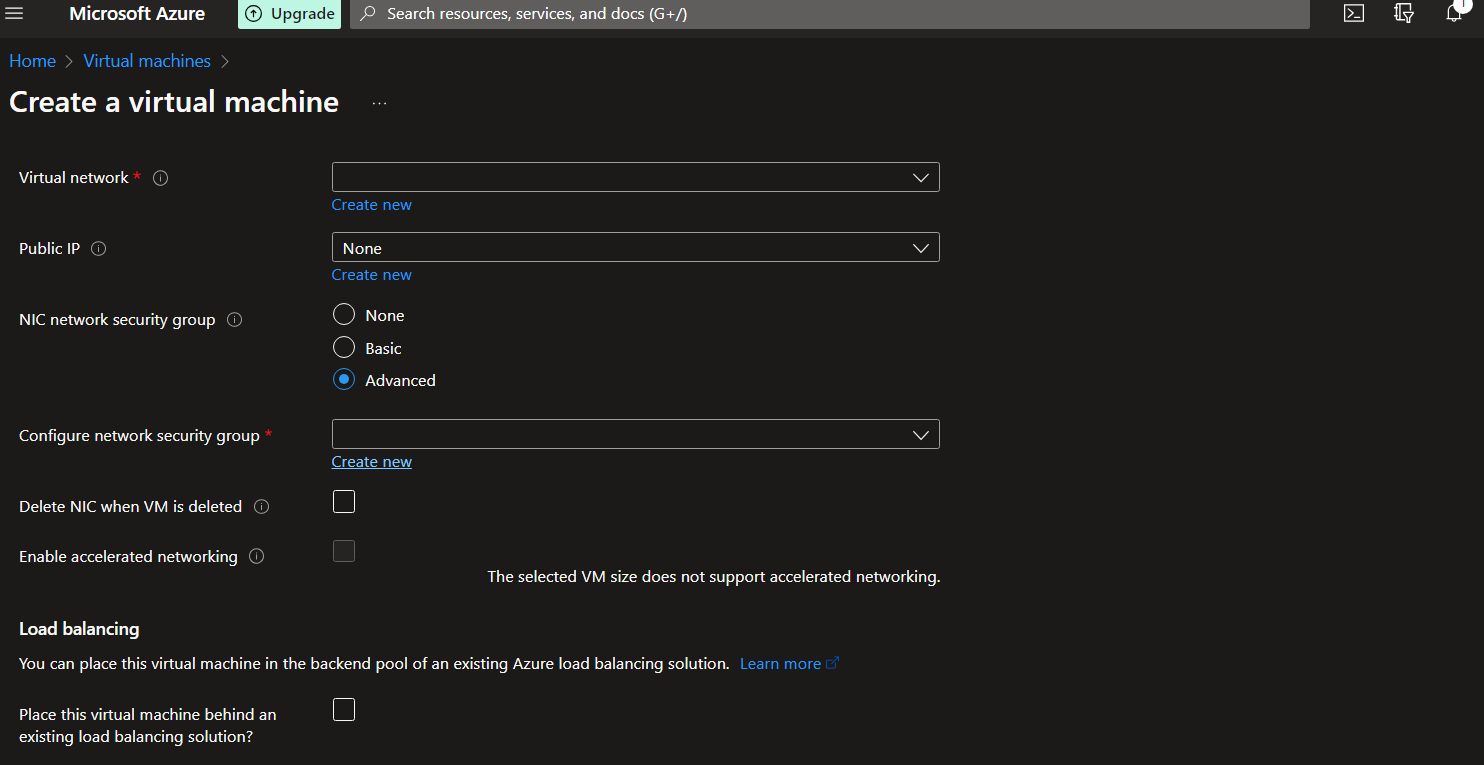 Microsoft Azure
Upgrade
Search resources, services, and docs (G+/)
1
Home > Virtual machines >
Create a virtual machine ...
Virtual network *
Create new
Public IP
None
Create new
NIC network security group
None
Basic
Advanced
Configure network security group *
Create new
Delete NIC when VM is deleted
Enable accelerated networking
The selected VM size does not support accelerated networking.
Load balancing
You can place this virtual machine in the backend pool of an existing Azure load balancing solution. Learn more
Place this virtual machine behind an
existing load balancing solution?